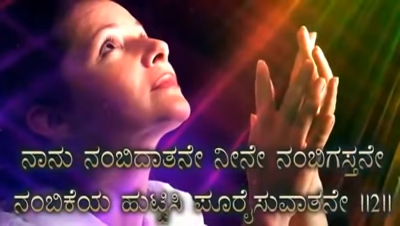 ನಾನು ನಂಬಿದಾತನೇ ನೀನೇ ನಂಬಿಗಸ್ತನೇ
ನಂಬಿಕೆಯ ಹುಟ್ಟಿಸಿ ಪೂರೈಸುವಾತನೇ ॥2॥